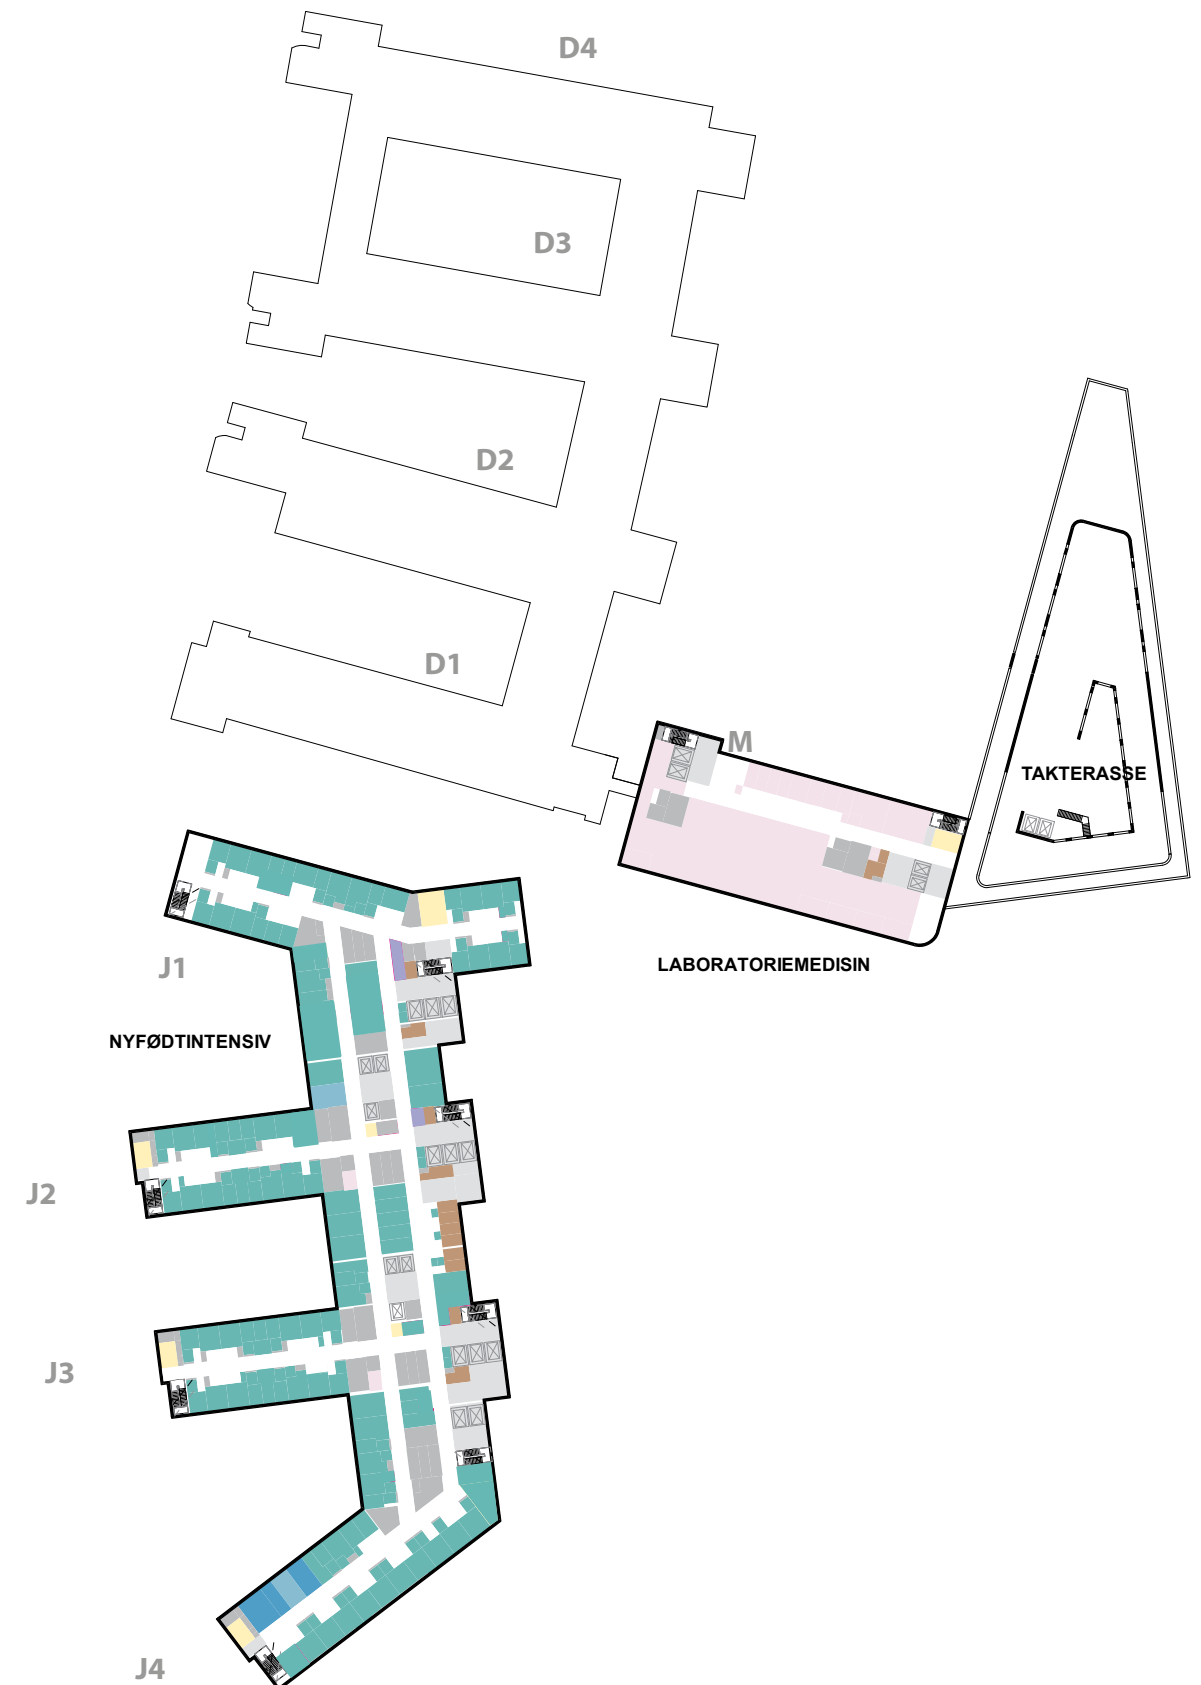 D4
D3
D2
D1
M
TAKTERASSE
LABORATORIEMEDISIN
J1
NYFØDTINTENSIV
J2
J3
J4